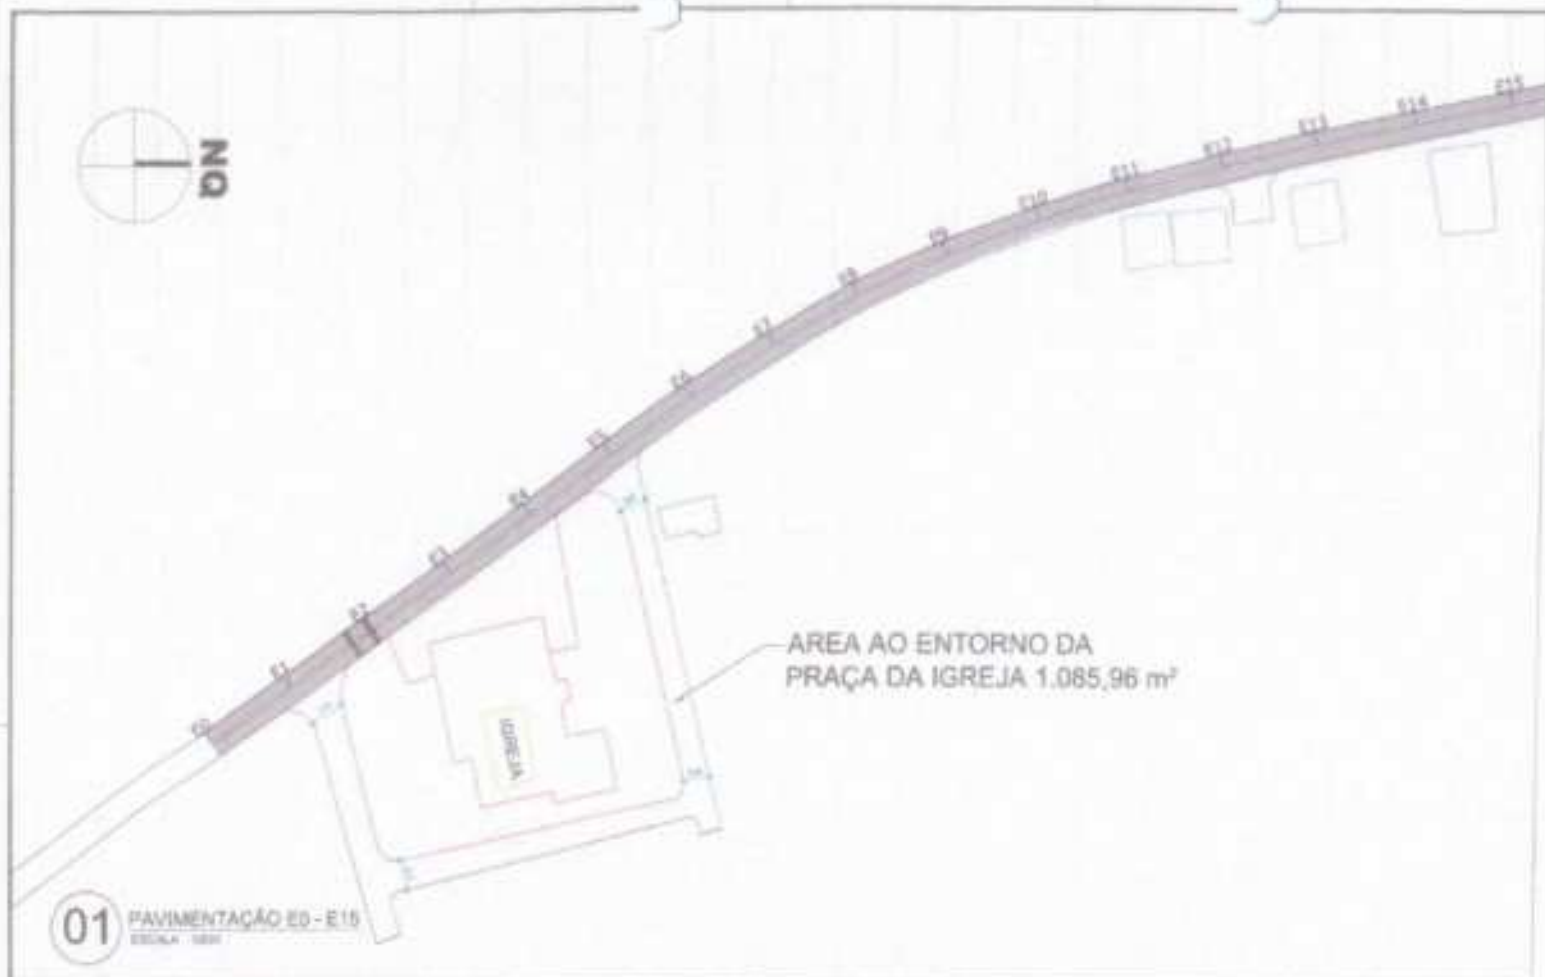 NQ
E15
E14
E13
E12
E11
E10
E9
E8
E7
E6
E5
E4
E3
E2
E1
E0
IGREJA
AREA AO ENTORNO DA
PRAÇA DA IGREJA 1.085,96 m²
01
PAVIMENTAÇÃO E0 - E15
ESCALA